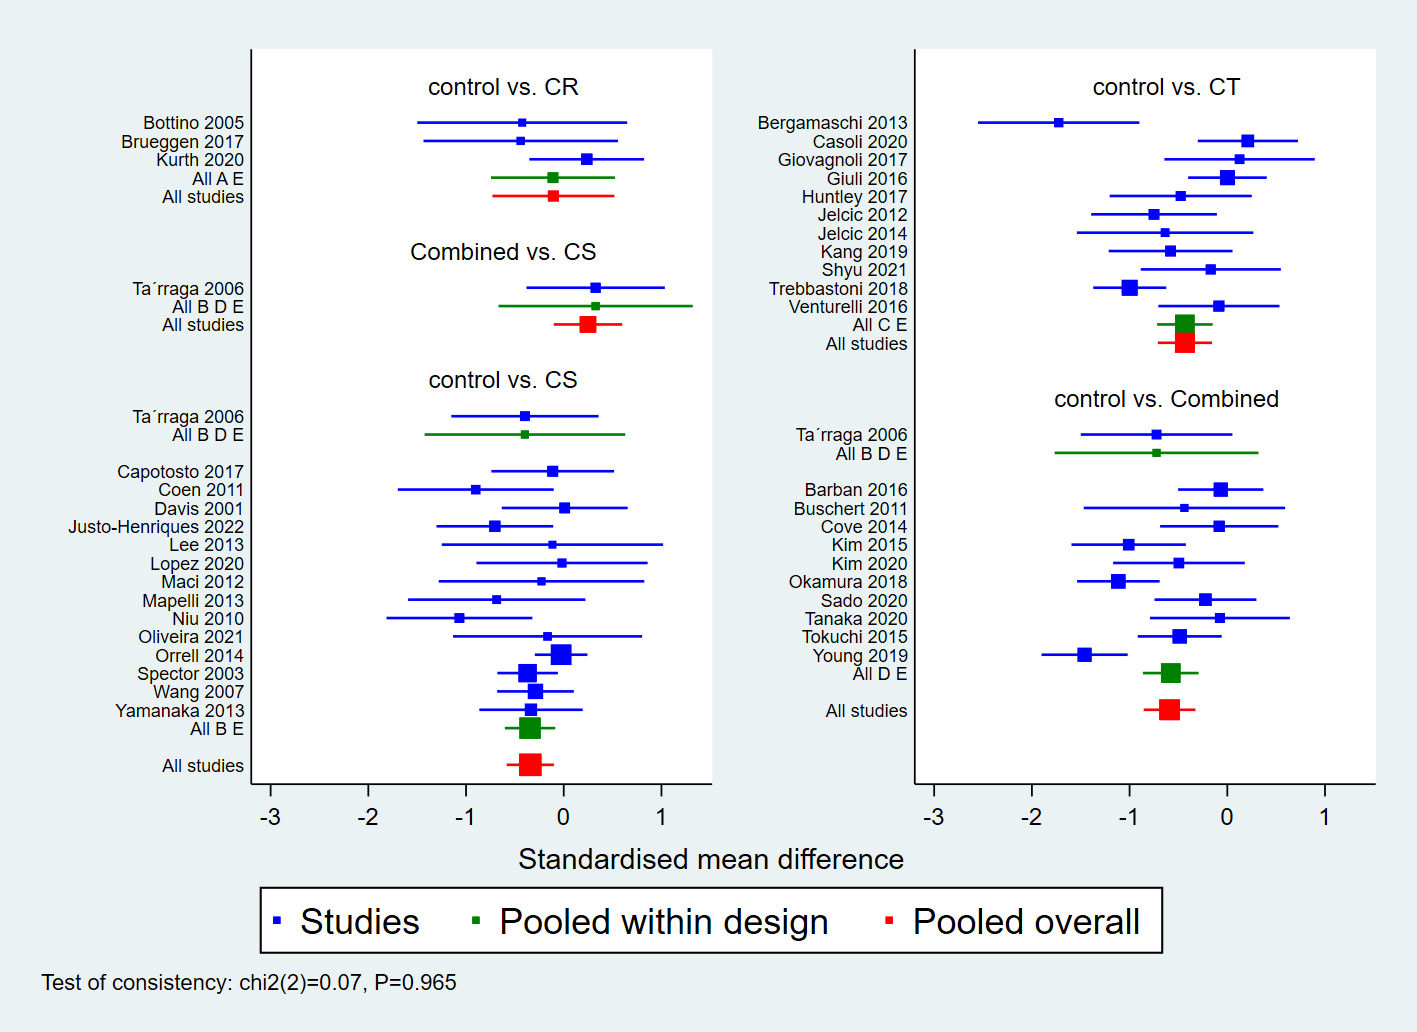 control vs. CR
Bottino 2005
Brueggen 2017
Kurth 2020
All A E
All studies
Combined vs. CS
Ta´rraga 2006
All B D E
All studies
control vs. CS
Ta´rraga 2006
All B D E
Capotosto 2017
Coen 2011
Davis 2001
Justo-Henriques 2022
Lee 2013
Lopez 2020
Maci 2012
Mapelli 2013
Niu 2010
Oliveira 2021
Orrell 2014
Spector 2003
Wang 2007
Yamanaka 2013
All B E
All studies
-3 -2 -1 0 1
control vs. CT
Bergamaschi 2013
Casoli 2020
Giovagnoli 2017
Giuli 2016
Huntley 2017
Jelcic 2012
Jelcic 2014
Kang 2019
Shyu 2021
Trebbastoni 2018
Venturelli 2016
All C E
All studies
control vs. Combined
Ta´rraga 2006
All B D E
Barban 2016
Buschert 2011
Cove 2014
Kim 2015
Kim 2020
Okamura 2018
Sado 2020
Tanaka 2020
Tokuchi 2015
Young 2019
All D E
All studies
-3 -2 -1 0 1
Standardised mean difference
Studies Pooled within design Pooled overall
Test of consistency: chi2(2)=0.07, P=0.965